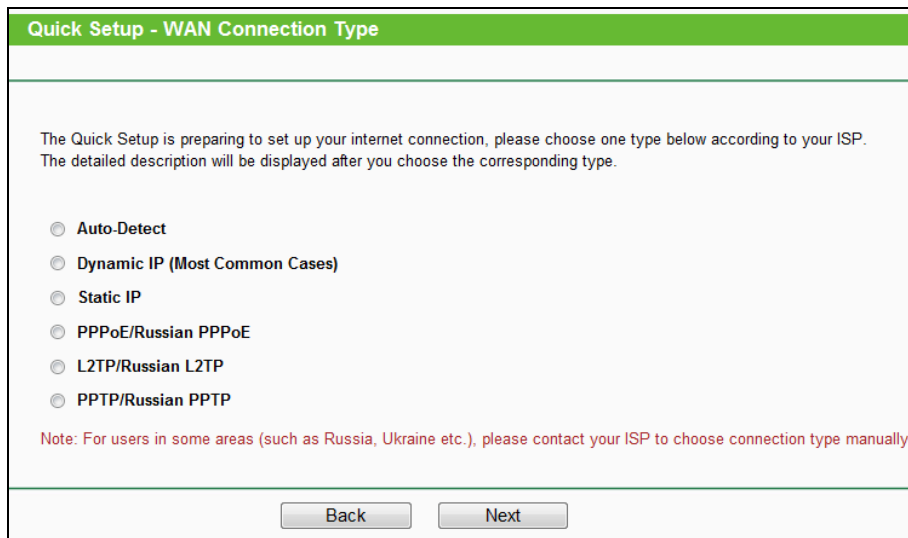 Quick Setup - WAN Connection Type
The Quick Setup is preparing to set up your internet connection, please choose one type below according to your ISP.
The detailed description will be displayed after you choose the corresponding type.
Auto-Detect
Dynamic IP (Most Common Cases)
Static IP
PPPoE/Russian PPPoE
L2TP/Russian L2TP
PPTP/Russian PPTP
Note: For users in some areas (such as Russia, Ukraine etc.), please contact your ISP to choose connection type manually
Back Next